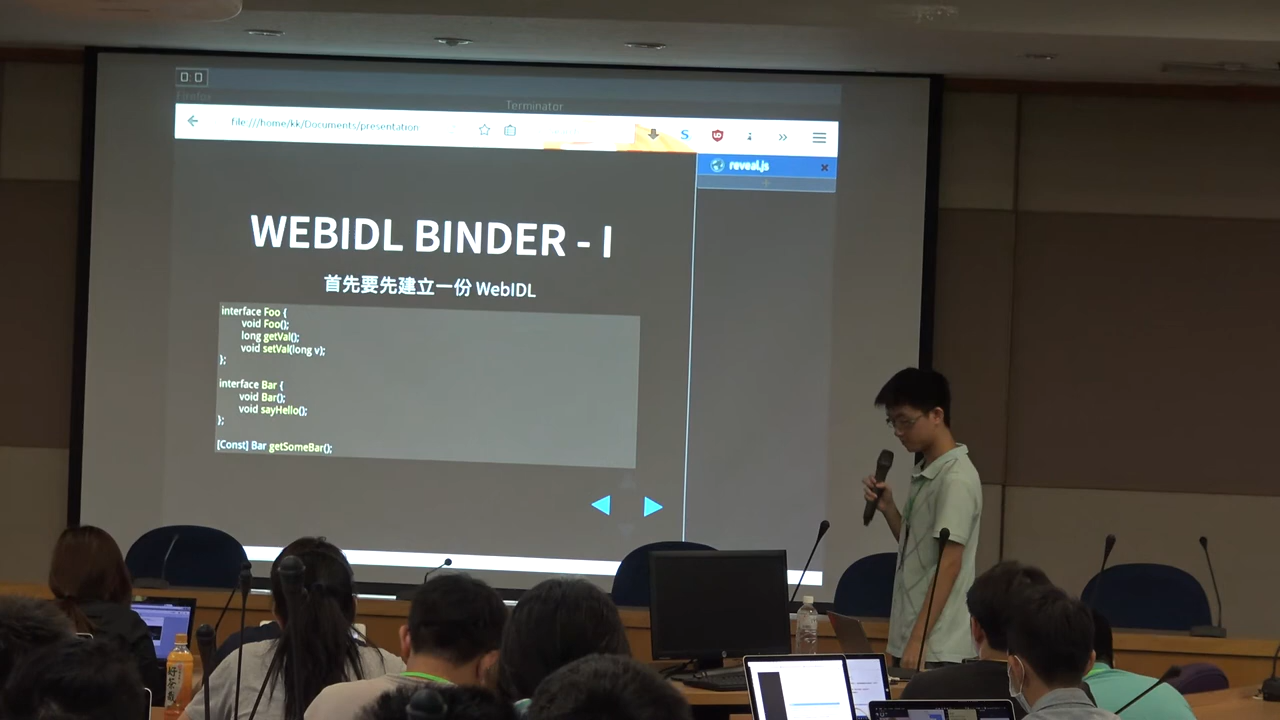 Firefox
Terminator
file:///home/kk/Documents/presentation
S
reveal.js
WEBIDL BINDER - I
首先要先建立一份 WebIDL
interface Foo {
void Foo();
long getVal();
void setVal(long v);
};
interface Bar {
void Bar();
void sayHello();
};
[Const] Bar getSomeBar();